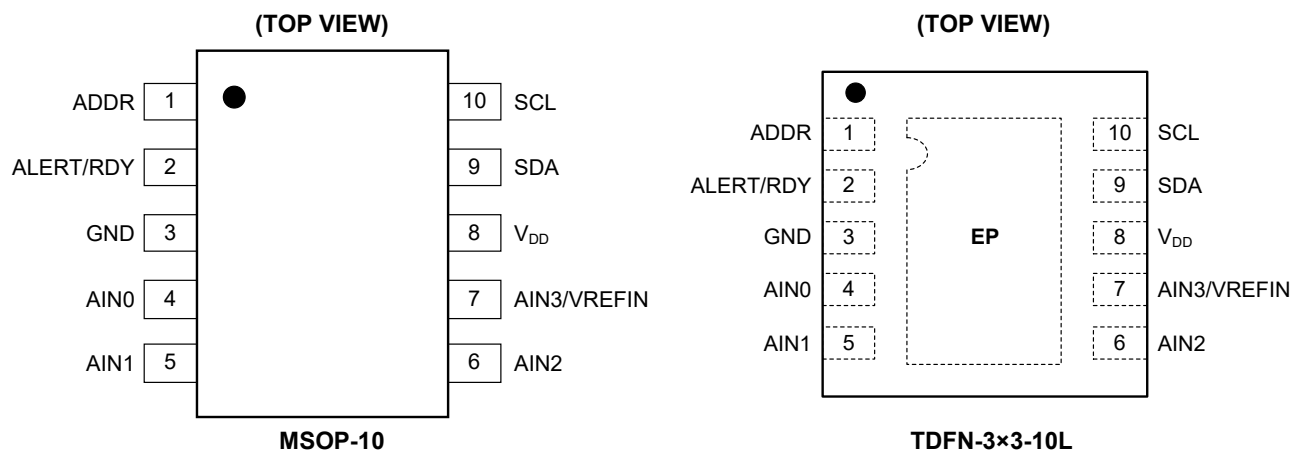 (TOP VIEW)
ADDR 1 10 SCL
ALERT/RDY 2 9 SDA
GND 3 8 VDD
AIN0 4 7 AIN3/VREFIN
AIN1 5 6 AIN2
MSOP-10
(TOP VIEW)
ADDR 1 10 SCL
ALERT/RDY 2 9 SDA
GND 3 EP 8 VDD
AIN0 4 7 AIN3/VREFIN
AIN1 5 6 AIN2
TDFN-3×3-10L